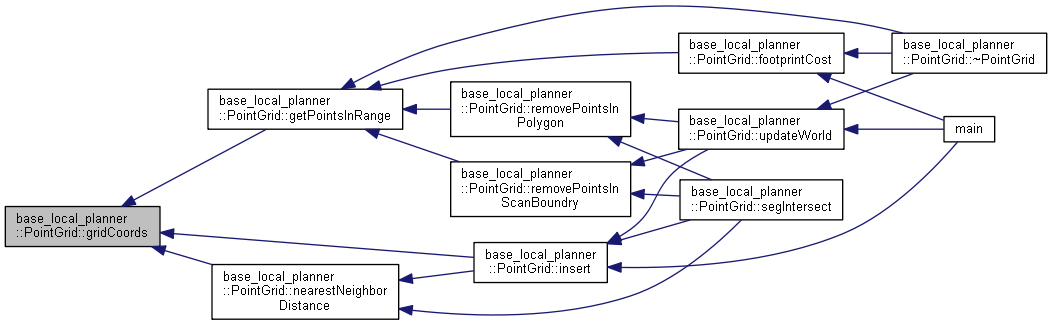 base_local_planner
::PointGrid::gridCoords
base_local_planner
::PointGrid::getPointsInRange
base_local_planner
::PointGrid::nearestNeighbor
Distance
base_local_planner
::PointGrid::removePointsIn
Polygon
base_local_planner
::PointGrid::removePointsIn
ScanBoundry
base_local_planner
::PointGrid::insert
base_local_planner
::PointGrid::footprintCost
base_local_planner
::PointGrid::updateWorld
base_local_planner
::PointGrid::segIntersect
base_local_planner
::PointGrid::~PointGrid
main